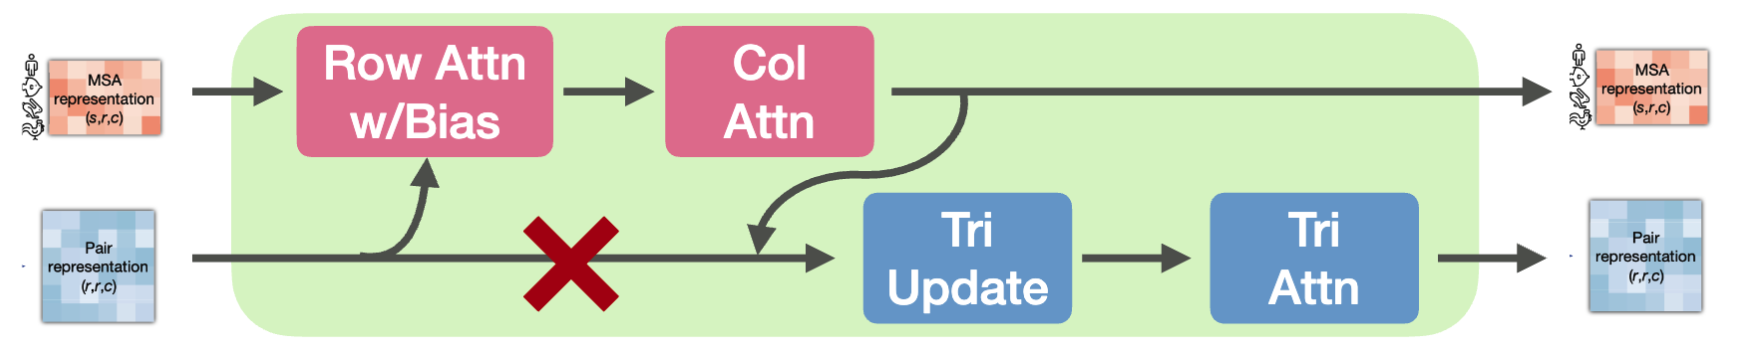 MSA
representation
(s,r,c)
Row Attn
w/Bias
Col
Attn
MSA
representation
(s,r,c)
Pair
representation
(r,r,c)
Tri
Update
Tri
Attn
Pair
representation
(r,r,c)